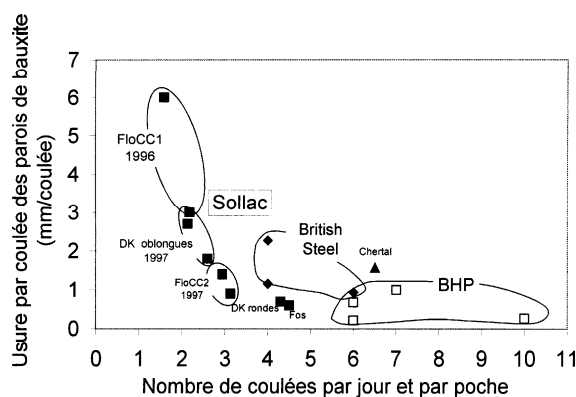 Usure par coulée des parois de bauxite
(mm/coulée)
7
6
5
4
3
2
1
0
FloCC1
1996
Sollac
DK oblongues
1997
FloCC2
1997
DK rondes
Fos
British
Steel
Chertal
BHP
0 1 2 3 4 5 6 7 8 9 10 11
Nombre de coulées par jour et par poche